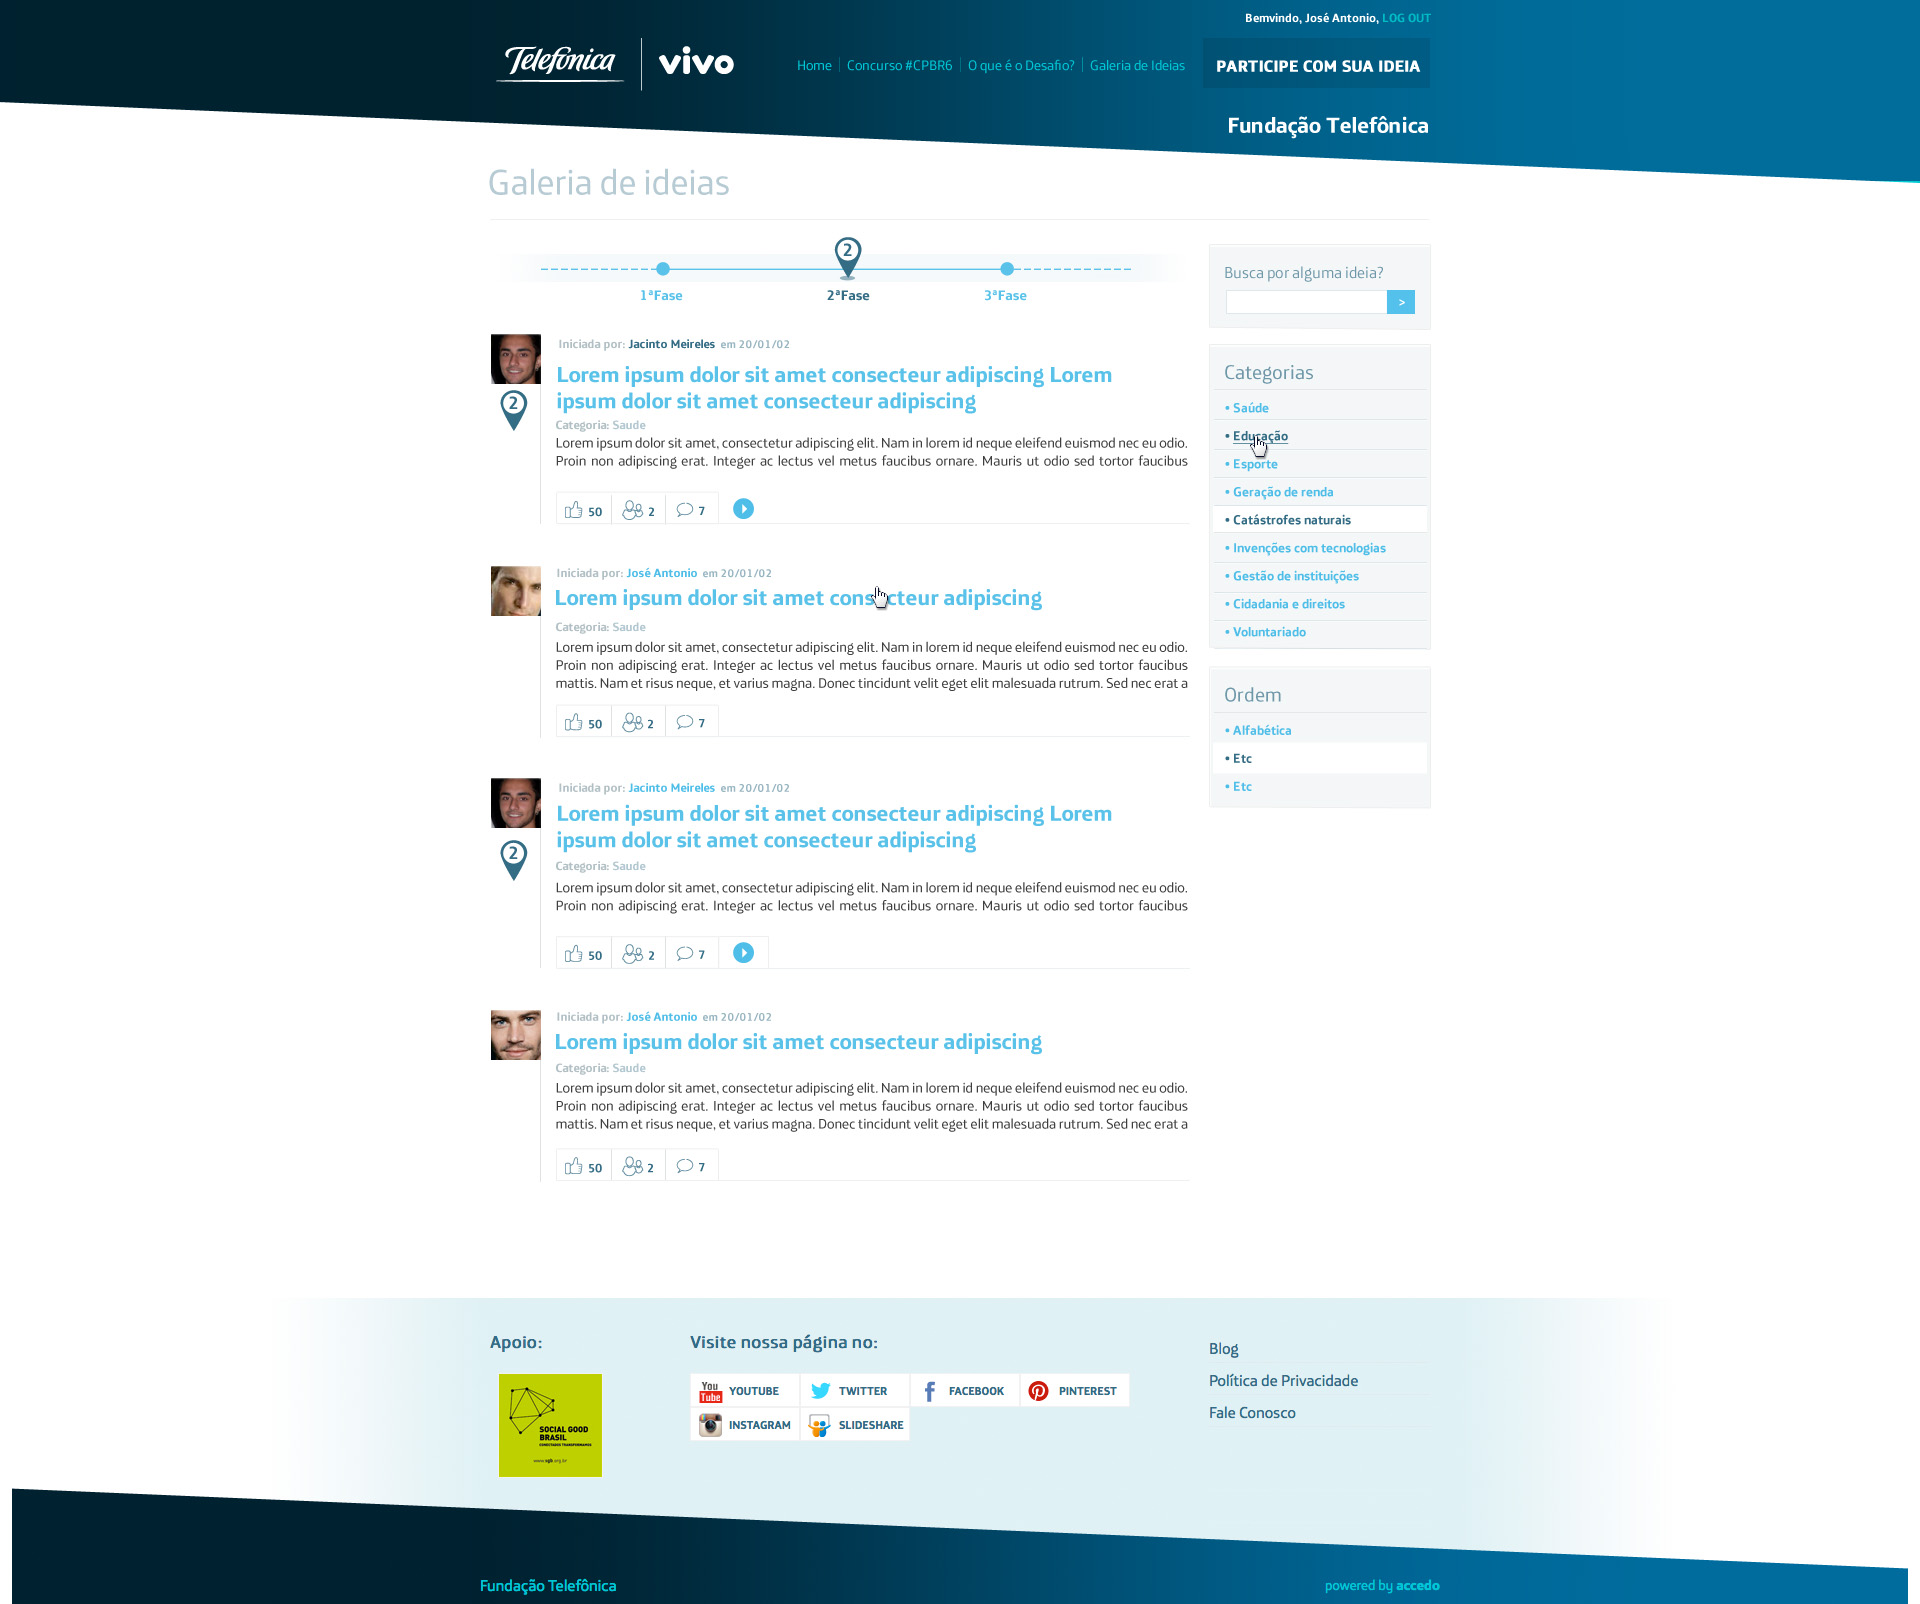 Bemvindo, José Antonio, LOG OUT
Telefónica vivo
Home Concurso #CPBR6 O que é o Desafio? Galeria de Ideias PARTICIPE COM SUA IDEIA
Fundação Telefônica
Galeria de ideias
2
1ªFase 2ªFase 3ªFase
Iniciada por: Jacinto Meireles em 20/01/02
Lorem ipsum dolor sit amet consecteur adipiscing Lorem
ipsum dolor sit amet consecteur adipiscing
2
Categoria: Saude
Lorem ipsum dolor sit amet, consectetur adipiscing elit. Nam in lorem id neque eleifend euismod nec eu odio.
Proin non adipiscing erat. Integer ac lectus vel metus faucibus ornare. Mauris ut odio sed tortor faucibus
50 2 7
Iniciada por: José Antonio em 20/01/02
Lorem ipsum dolor sit amet consecteur adipiscing
Categoria: Saude
Lorem ipsum dolor sit amet, consectetur adipiscing elit. Nam in lorem id neque eleifend euismod nec eu odio.
Proin non adipiscing erat. Integer ac lectus vel metus faucibus ornare. Mauris ut odio sed tortor faucibus
mattis. Nam et risus neque, et varius magna. Donec tincidunt velit eget elit malesuada rutrum. Sed nec erat a
50 2 7
Iniciada por: Jacinto Meireles em 20/01/02
Lorem ipsum dolor sit amet consecteur adipiscing Lorem
ipsum dolor sit amet consecteur adipiscing
2
Categoria: Saude
Lorem ipsum dolor sit amet, consectetur adipiscing elit. Nam in lorem id neque eleifend euismod nec eu odio.
Proin non adipiscing erat. Integer ac lectus vel metus faucibus ornare. Mauris ut odio sed tortor faucibus
50 2 7
Iniciada por: José Antonio em 20/01/02
Lorem ipsum dolor sit amet consecteur adipiscing
Categoria: Saude
Lorem ipsum dolor sit amet, consectetur adipiscing elit. Nam in lorem id neque eleifend euismod nec eu odio.
Proin non adipiscing erat. Integer ac lectus vel metus faucibus ornare. Mauris ut odio sed tortor faucibus
mattis. Nam et risus neque, et varius magna. Donec tincidunt velit eget elit malesuada rutrum. Sed nec erat a
50 2 7
Busca por alguma ideia?
>
Categorias
• Saúde
• Educação
• Esporte
• Geração de renda
• Catástrofes naturais
• Invenções com tecnologias
• Gestão de instituições
• Cidadania e direitos
• Voluntariado
Ordem
• Alfabética
• Etc
• Etc
Apoio:
SOCIAL GOOD
BRASIL
CONECTADOS TRANSFORMAMOS
www.sgb.org.br
Visite nossa página no:
You Tube YOUTUBE TWITTER FACEBOOK PINTEREST
INSTAGRAM SLIDESHARE
Blog
Política de Privacidade
Fale Conosco
Fundação Telefônica powered by accedo